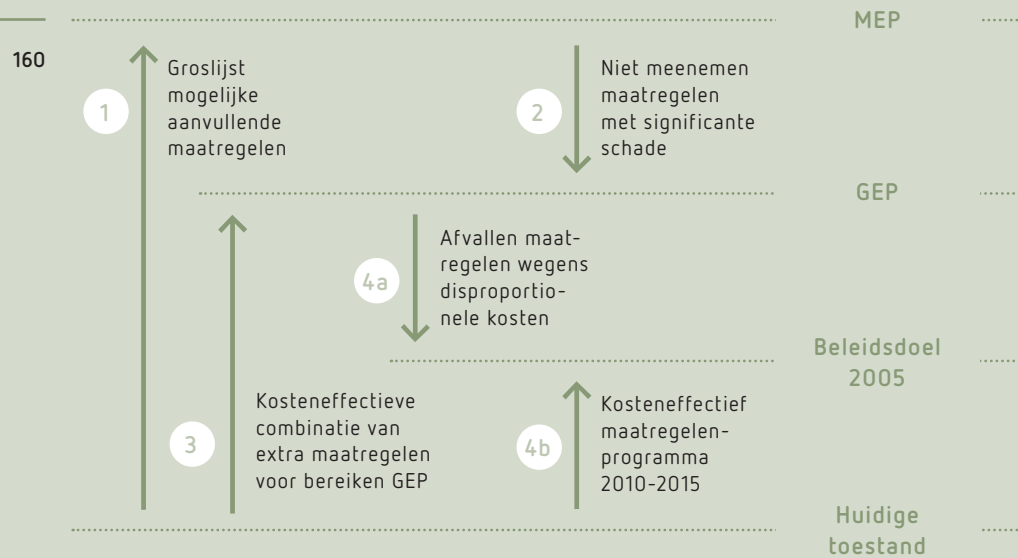 MEP
160
1
Groslijst
mogelijke
aanvullende
maatregelen
2
Niet meenemen
maatregelen
met significante
schade
GEP
4a
Afvallen maat-
regelen wegens
disproportio-
nele kosten
Beleidsdoel
2005
3
Kosteneffectieve
combinatie van
extra maatregelen
voor bereiken GEP
4b
Kosteneffectief
maatregelen-
programma
2010-2015
Huidige
toestand